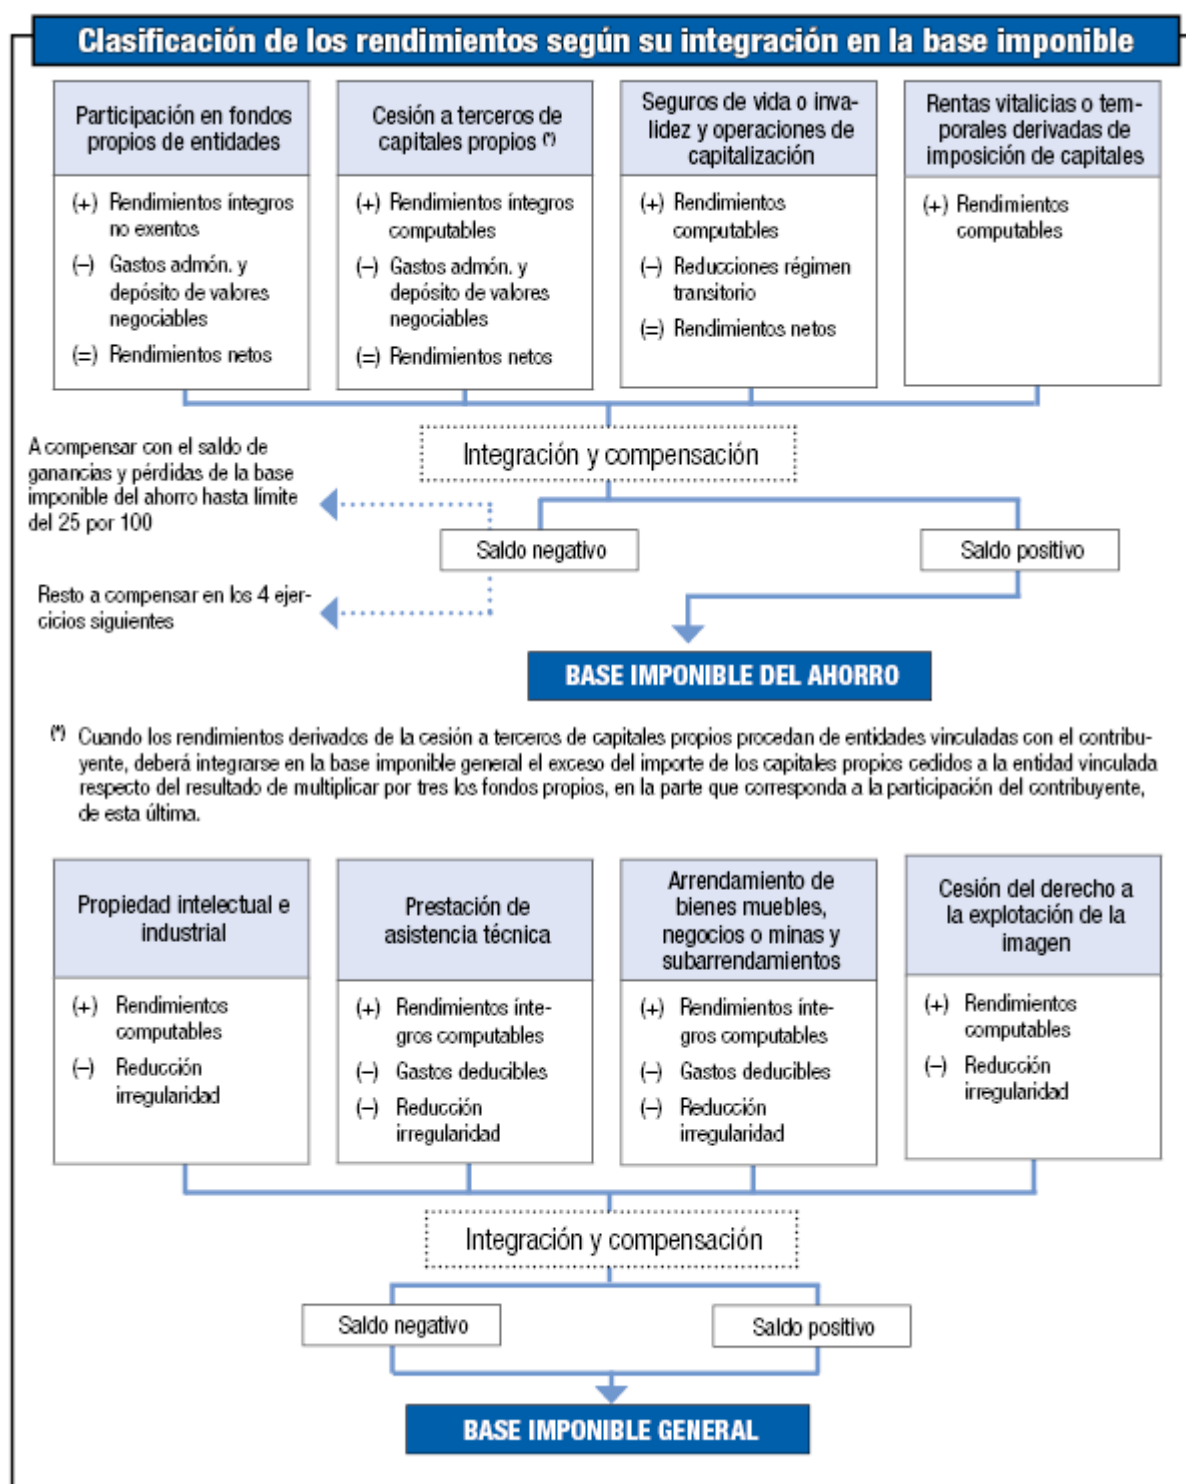 Clasificación de los rendimientos según su integración en la base imponible
Participación en fondos
propios de entidades
(+) Rendimientos íntegros
no exentos
(–) Gastos admón. y
depósito de valores
negociables
(=) Rendimientos netos
Cesión a terceros de
capitales propios (*)
(+) Rendimientos íntegros
computables
(–) Gastos admón. y
depósito de valores
negociables
(=) Rendimientos netos
Seguros de vida o inva-
lidez y operaciones de
capitalización
(+) Rendimientos
computables
(–) Reducciones régimen
transitorio
(=) Rendimientos netos
Rentas vitalicias o tem-
porales derivadas de
imposición de capitales
(+) Rendimientos
computables
Integración y compensación
A compensar con el saldo de
ganancias y pérdidas de la base
imponible del ahorro hasta límite
del 25 por 100
Saldo negativo
Saldo positivo
Resto a compensar en los 4 ejer-
cicios siguientes
BASE IMPONIBLE DEL AHORRO
(*) Cuando los rendimientos derivados de la cesión a terceros de capitales propios procedan de entidades vinculadas con el contribu-
yente, deberá integrarse en la base imponible general el exceso del importe de los capitales propios cedidos a la entidad vinculada
respecto del resultado de multiplicar por tres los fondos propios, en la parte que corresponda a la participación del contribuyente,
de esta última.
Propiedad intelectual e
industrial
(+) Rendimientos
computables
(–) Reducción
irregularidad
Prestación de
asistencia técnica
(+) Rendimientos ínte-
gros computables
(–) Gastos deducibles
(–) Reducción
irregularidad
Arrendamiento de
bienes muebles,
negocios o minas y
subarrendamientos
(+) Rendimientos ínte-
gros computables
(–) Gastos deducibles
(–) Reducción
irregularidad
Cesión del derecho a
la explotación de la
imagen
(+) Rendimientos
computables
(–) Reducción
irregularidad
Integración y compensación
Saldo negativo
Saldo positivo
BASE IMPONIBLE GENERAL